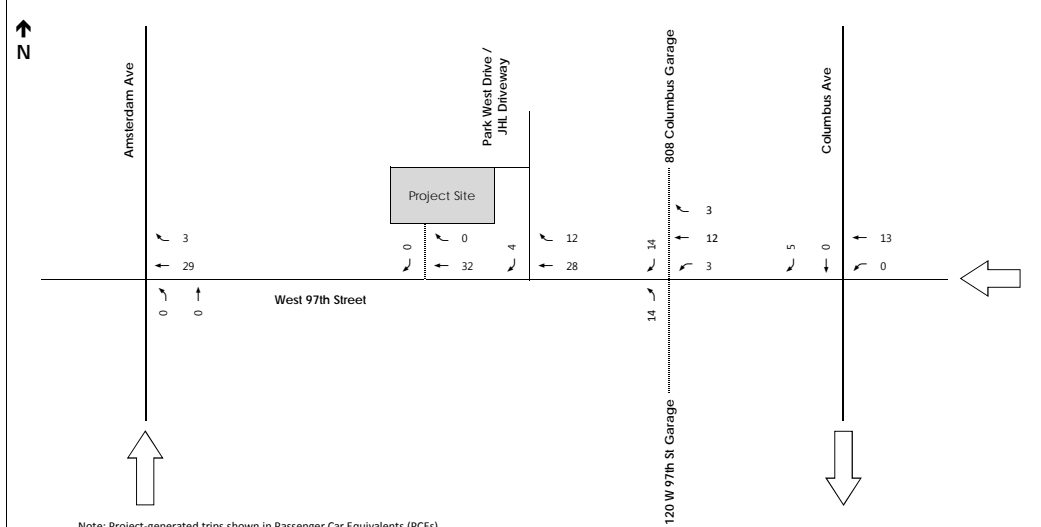 N
Amsterdam Ave
Park West Drive /
JHL Driveway
808 Columbus Garage
Columbus Ave
Project Site
3
29
0
0
0
0
32
4
12
28
14
3
12
3
14
5
0
13
0
West 97th Street
120 W 97th St Garage
Note: Project-generated trips shown in Passenger Car Equivalents (PCEs)